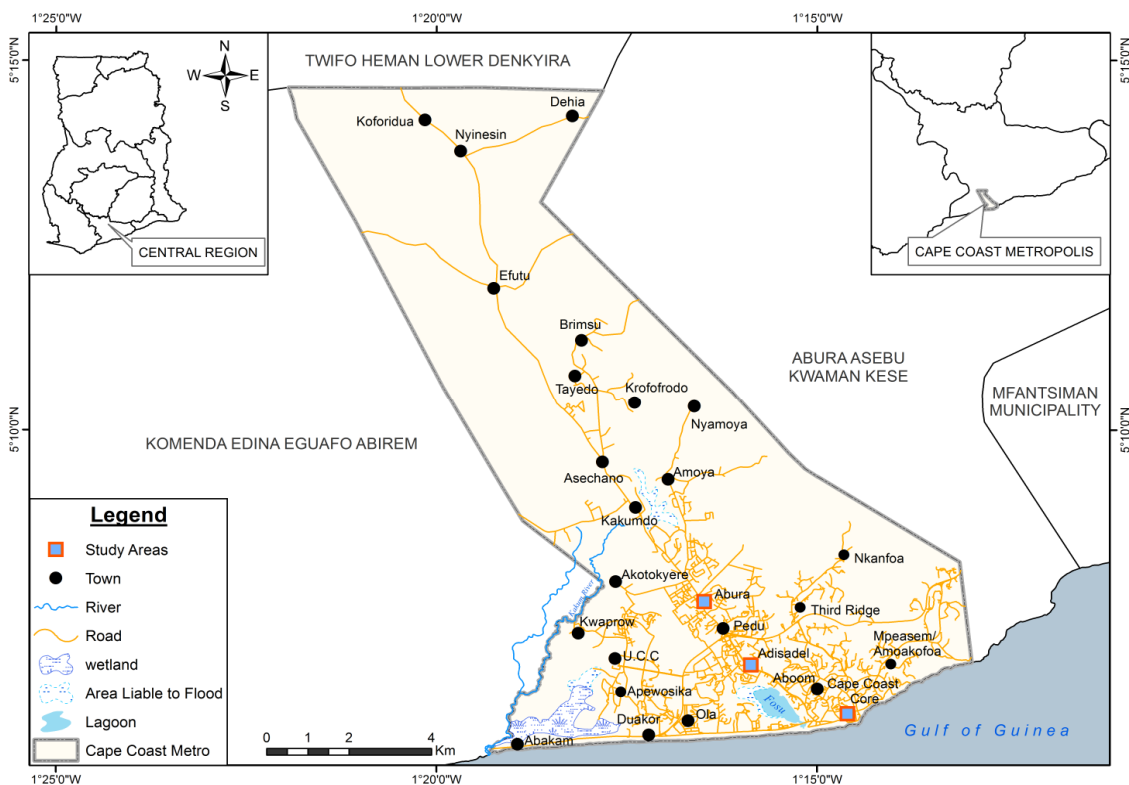 1°25'0"W
1°20'0"W
1°15'0"W
5°15'0"N
5°15'0"N
5°10'0"N
5°10'0"N
1°25'0"W
1°20'0"W
1°15'0"W
N
W
E
S
CENTRAL REGION
CAPE COAST METROPOLIS
TWIFO HEMAN LOWER DENKYIRA
ABURA ASEBU
KWAMAN KESE
MFANTSIMAN
MUNICIPALITY
KOMENDA EDINA EGUAFO ABIREM
Dehia
Koforidua
Nyinesin
Efutu
Brimsu
Tayedo
Krofofrodo
Nyamoya
Asechano
Amoya
Kakumdo
Nkanfoa
Akotokyere
Abura
Third Ridge
Kakum River
Kwaprow
Pedu
Mpeasem/
Amoakofoa
U.C.C
Adisadel
Aboom
Cape Coast
Core
Apewosika
Fosu
Duakor
Ola
Abakam
Gulf of Guinea
Legend
Study Areas
Town
River
Road
wetland
Area Liable to Flood
Lagoon
Cape Coast Metro
0
1
2
4
Km